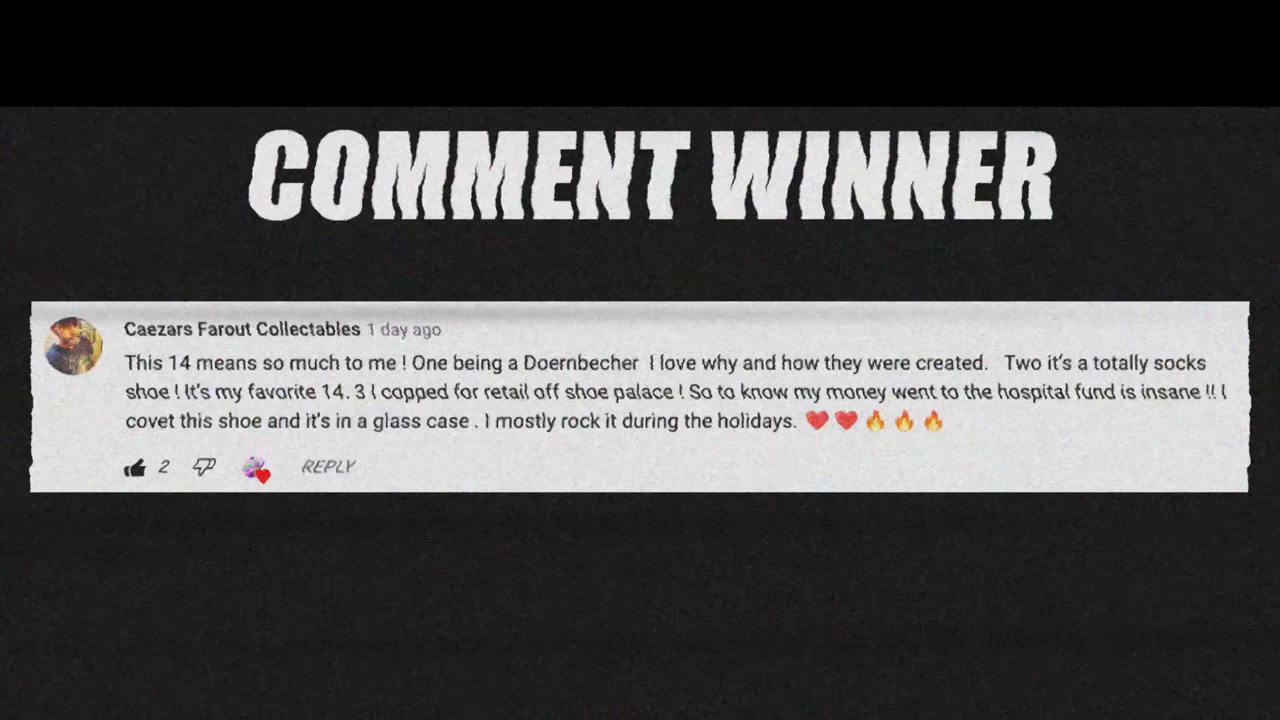 COMMENT WINNER
Caezars Farout Collectables 1 day ago
This 14 means so much to me ! One being a Doernbecher I love why and how they were created. Two it's a totally socks
shoe ! It's my favorite 14. 3 I copped for retail off shoe palace ! So to know my money went to the hospital fund is insane !! I
covet this shoe and it's in a glass case . I mostly rock it during the holidays. ❤️ ❤️ 🔥 🔥 🔥
2 REPLY